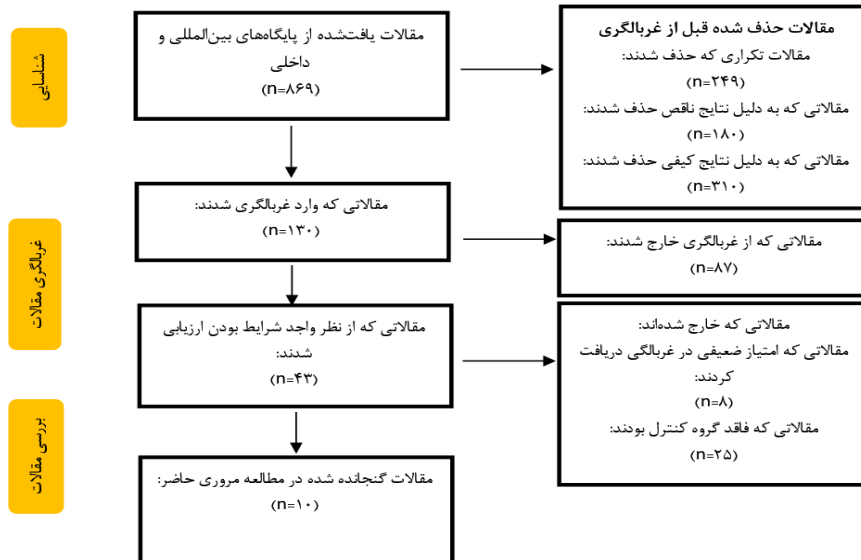 شناسایی
مقالات یافت‌شده از پایگاه‌های بین‌المللی و
داخلی
(n=۸۶۹)
مقالات حذف شده قبل از غربالگری
مقالات تکراری که حذف شدند:
(n=۲۴۹)
مقالاتی که به دلیل نتایج ناقص حذف شدند:
(n=۱۸۰)
مقالاتی که به دلیل نتایج کیفی حذف شدند:
(n=۳۱۰)
غربالگری مقالات
مقالاتی که وارد غربالگری شدند:
(n=۱۳۰)
مقالاتی که از غربالگری خارج شدند:
(n=۸۷)
مقالاتی که از نظر واجد شرایط بودن ارزیابی
شدند:
(n=۴۳)
مقالاتی که خارج شده‌اند:
مقالاتی که امتیاز ضعیفی در غربالگی دریافت
کردند:
(n=۸)
مقالاتی که فاقد گروه کنترل بودند:
(n=۲۵)
بررسی مقالات
مقالات گنجانده شده در مطالعه مروری حاضر:
(n=۱۰)